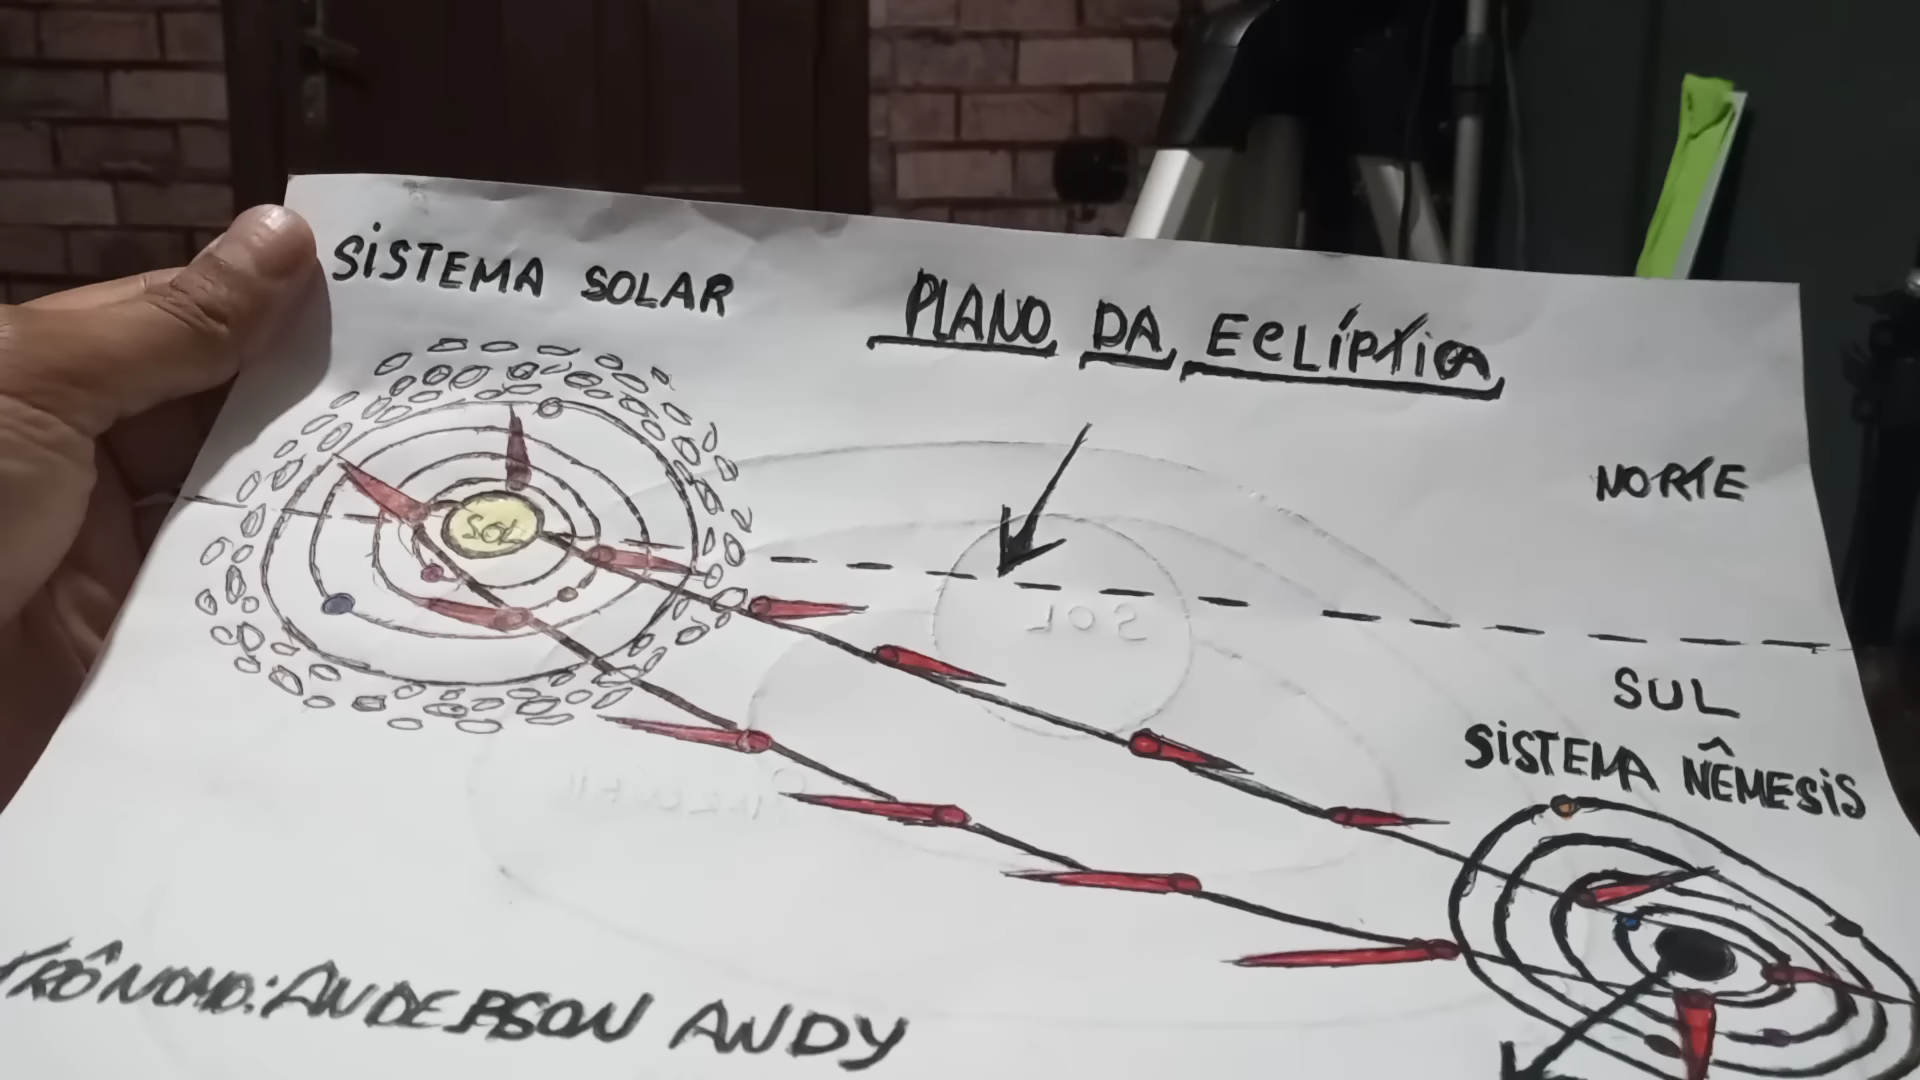 SISTEMA SOLAR
PLANO DA ECLÍPTICA
NORTE
SOL
SOL
SUL
SISTEMA NÊMESIS
TRÔNOMO: ANDERSON ANDY